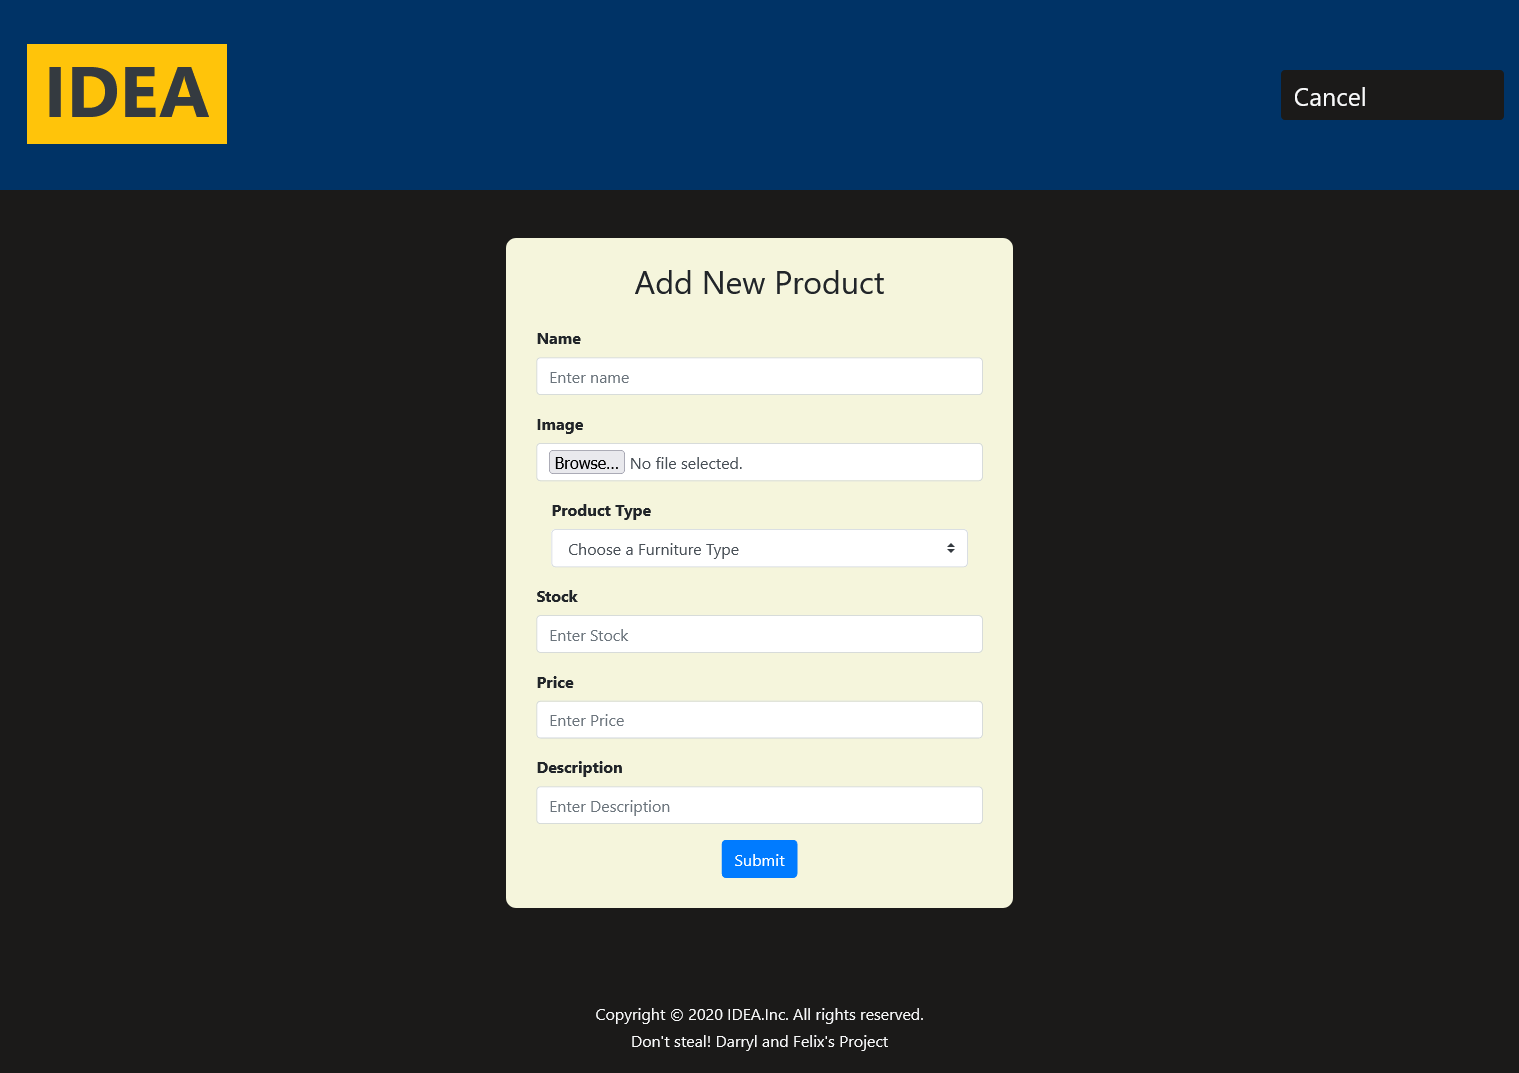 IDEA
Cancel
Add New Product
Name
Enter name
Image
Browse... No file selected.
Product Type
Choose a Furniture Type
Stock
Enter Stock
Price
Enter Price
Description
Enter Description
Submit
Copyright © 2020 IDEA.Inc. All rights reserved.
Don't steal! Darryl and Felix's Project